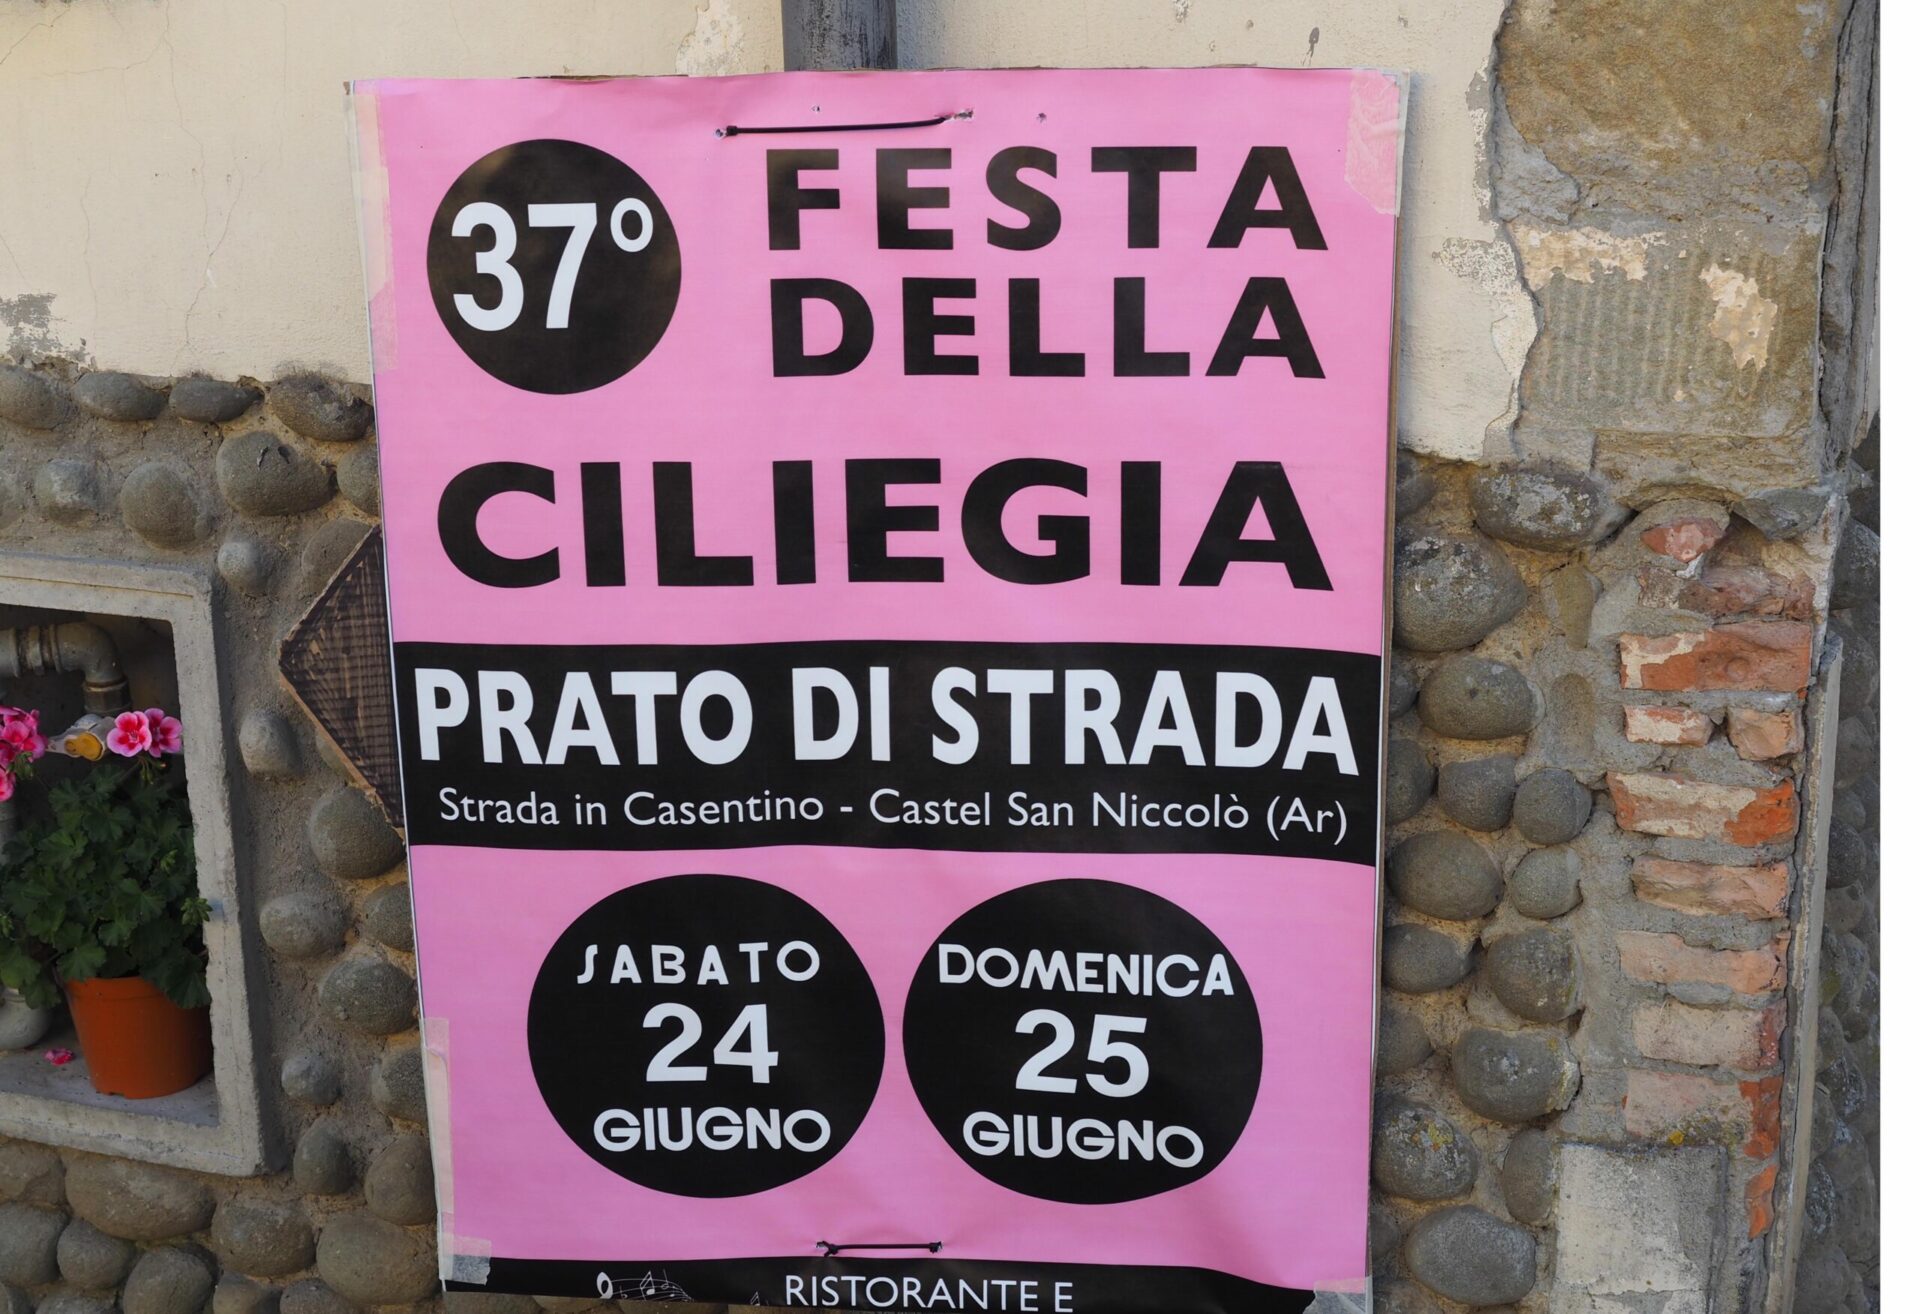 37°
FESTA
DELLA
CILIEGIA
PRATO DI STRADA
Strada in Casentino - Castel San Niccolò (Ar)
SABATO
24
GIUGNO
DOMENICA
25
GIUGNO
RISTORANTE E